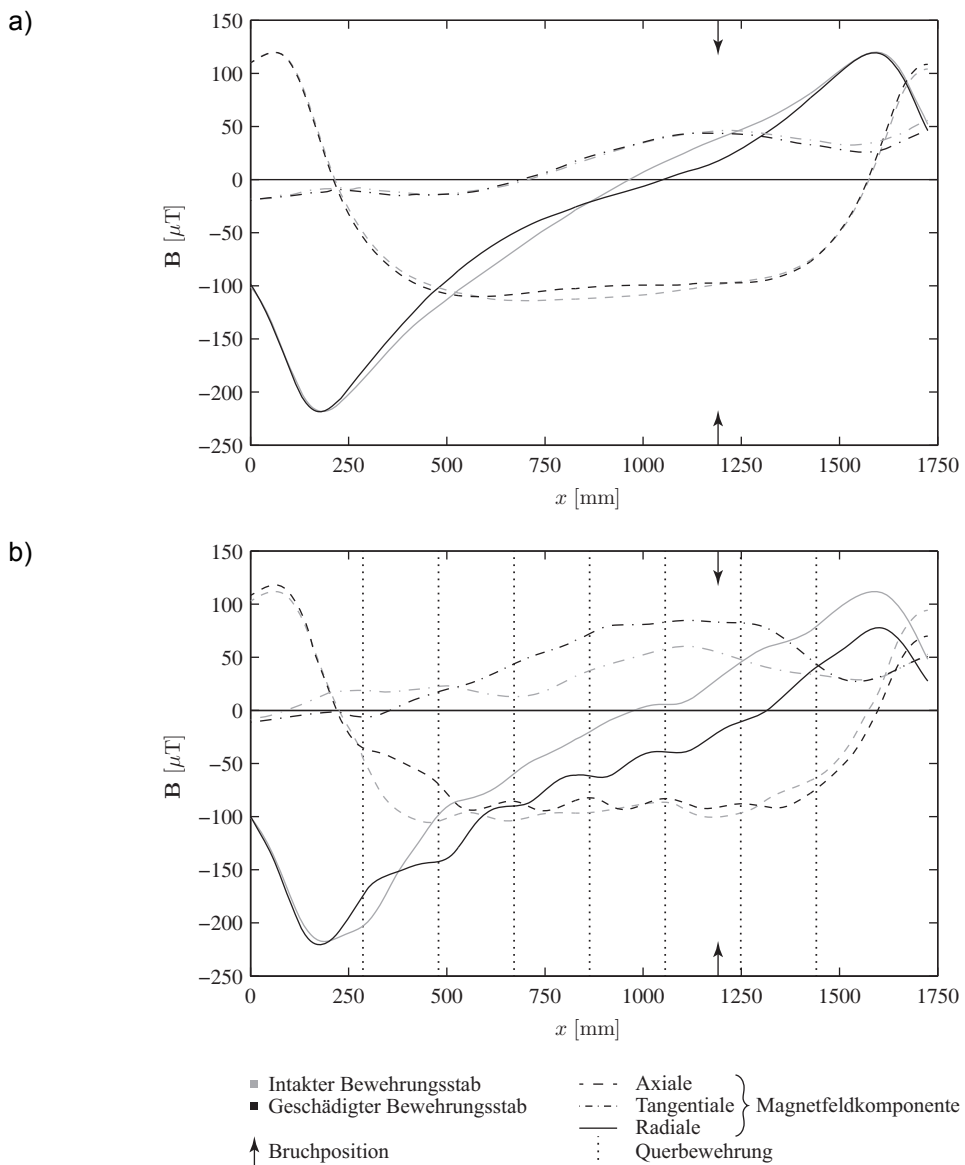 a)
150
100
50
0
−50
−100
−150
−200
−250
B [μT]
0 250 500 750 1000 1250 1500 1750
x [mm]
b)
150
100
50
0
−50
−100
−150
−200
−250
B [μT]
0 250 500 750 1000 1250 1500 1750
x [mm]
Intakter Bewehrungsstab
Geschädigter Bewehrungsstab
Bruchposition
Axiale
Tangentiale
Radiale
Magnetfeldkomponente
Querbewehrung